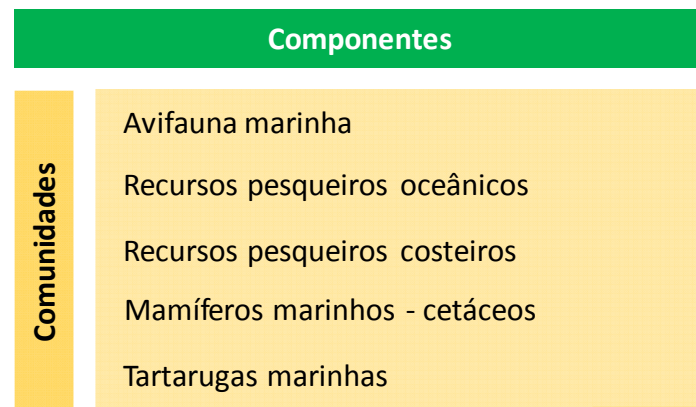 Componentes
Comunidades
Avifauna marinha
Recursos pesqueiros oceânicos
Recursos pesqueiros costeiros
Mamíferos marinhos - cetáceos
Tartarugas marinhas